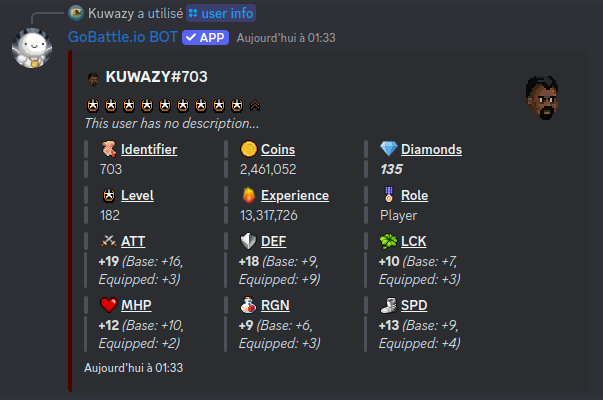 Kuwazy a utilisé user info
GoBattle.io BOT ✓ APP Aujourd'hui à 01:33
KUWAZY#703
This user has no description...
Identifier Coins Diamonds
703 2,461,052 135
Level Experience Role
182 13,317,726 Player
ATT DEF LCK
+19 (Base: +16, +18 (Base: +9, +10 (Base: +7,
Equipped: +3) Equipped: +9) Equipped: +3)
MHP RGN SPD
+12 (Base: +10, +9 (Base: +6, +13 (Base: +9,
Equipped: +2) Equipped: +3) Equipped: +4)
Aujourd'hui à 01:33